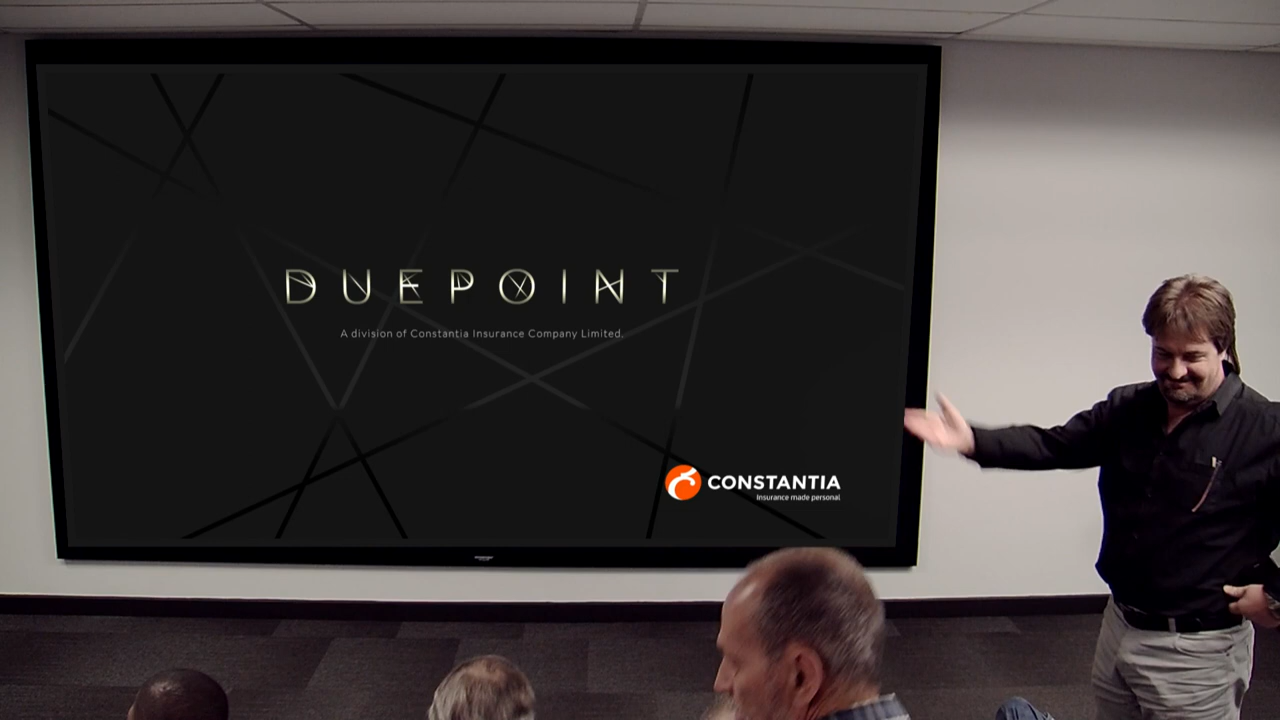 DUEPOINT
A division of Constantia Insurance Company Limited.
CONSTANTIA
Insurance made personal